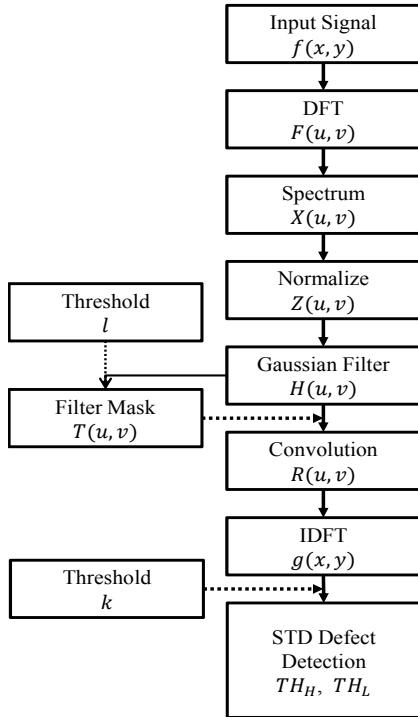 Input Signal
f(x, y)
DFT
F(u, v)
Spectrum
X(u, v)
Normalize
Z(u, v)
Threshold
l
Gaussian Filter
H(u, v)
Filter Mask
T(u, v)
Convolution
R(u, v)
IDFT
g(x, y)
Threshold
k
STD Defect
Detection
TH_H, TH_L